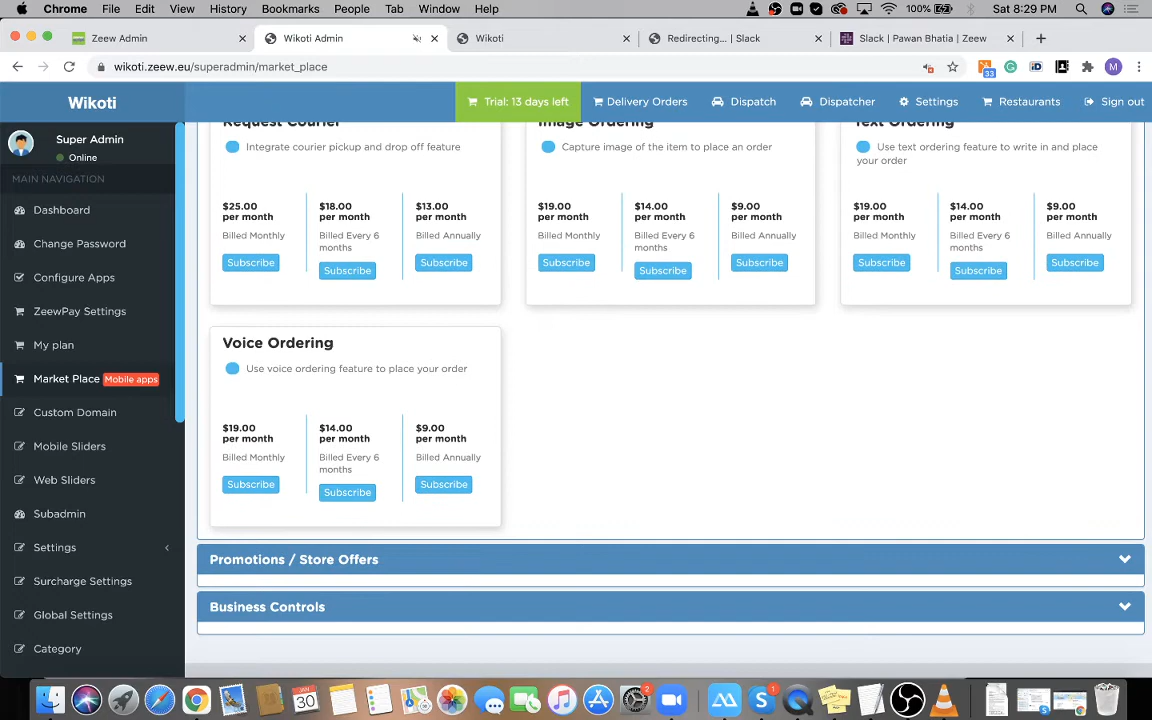 Chrome File Edit View History Bookmarks People Tab Window Help 100% Sat 8:29 PM
Zeew Admin Wikoti Admin Wikoti Redirecting... | Slack Slack | Pawan Bhatia | Zeew
wikoti.zeew.eu/superadmin/market_place 33 iD M
Wikoti Trial: 13 days left Delivery Orders Dispatch Dispatcher Settings Restaurants Sign out
Super Admin
Online
MAIN NAVIGATION
Dashboard
Change Password
Configure Apps
ZeewPay Settings
My plan
Market Place Mobile apps
Custom Domain
Mobile Sliders
Web Sliders
Subadmin
Settings
Surcharge Settings
Global Settings
Category
Request Courier
Integrate courier pickup and drop off feature
$25.00 $18.00 $13.00
per month per month per month
Billed Monthly Billed Every 6 Billed Annually
months
Subscribe Subscribe Subscribe
Image Ordering
Capture image of the item to place an order
$19.00 $14.00 $9.00
per month per month per month
Billed Monthly Billed Every 6 Billed Annually
months
Subscribe Subscribe Subscribe
Text Ordering
Use text ordering feature to write in and place
your order
$19.00 $14.00 $9.00
per month per month per month
Billed Monthly Billed Every 6 Billed Annually
months
Subscribe Subscribe Subscribe
Voice Ordering
Use voice ordering feature to place your order
$19.00 $14.00 $9.00
per month per month per month
Billed Monthly Billed Every 6 Billed Annually
months
Subscribe Subscribe Subscribe
Promotions / Store Offers
Business Controls
JAN
30
2
1